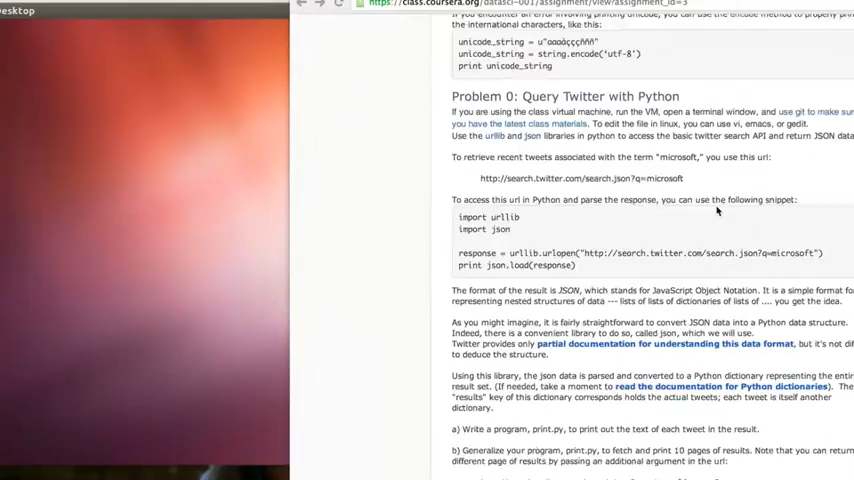 esktop
https://class.coursera.org/datasci-001/assignment/view?assignment_id=3
If you encounter an error involving printing unicode, you can use the encode method to properly prin
the international characters, like this:
unicode_string = u"aaaàçççñññ"
unicode_string = string.encode('utf-8')
print unicode_string
Problem 0: Query Twitter with Python
If you are using the class virtual machine, run the VM, open a terminal window, and use git to make sur
you have the latest class materials. To edit the file in linux, you can use vi, emacs, or gedit.
Use the urllib and json libraries in python to access the basic twitter search API and return JSON data
To retrieve recent tweets associated with the term "microsoft," you use this url:
http://search.twitter.com/search.json?q=microsoft
To access this url in Python and parse the response, you can use the following snippet:
import urllib
import json
response = urllib.urlopen("http://search.twitter.com/search.json?q=microsoft")
print json.load(response)
The format of the result is JSON, which stands for JavaScript Object Notation. It is a simple format for
representing nested structures of data --- lists of lists of dictionaries of lists of .... you get the idea.
As you might imagine, it is fairly straightforward to convert JSON data into a Python data structure.
Indeed, there is a convenient library to do so, called json, which we will use.
Twitter provides only partial documentation for understanding this data format, but it's not dif
to deduce the structure.
Using this library, the json data is parsed and converted to a Python dictionary representing the entir
result set. (If needed, take a moment to read the documentation for Python dictionaries). The
"results" key of this dictionary corresponds holds the actual tweets; each tweet is itself another
dictionary.
a) Write a program, print.py, to print out the text of each tweet in the result.
b) Generalize your program, print.py, to fetch and print 10 pages of results. Note that you can return
different page of results by passing an additional argument in the url: